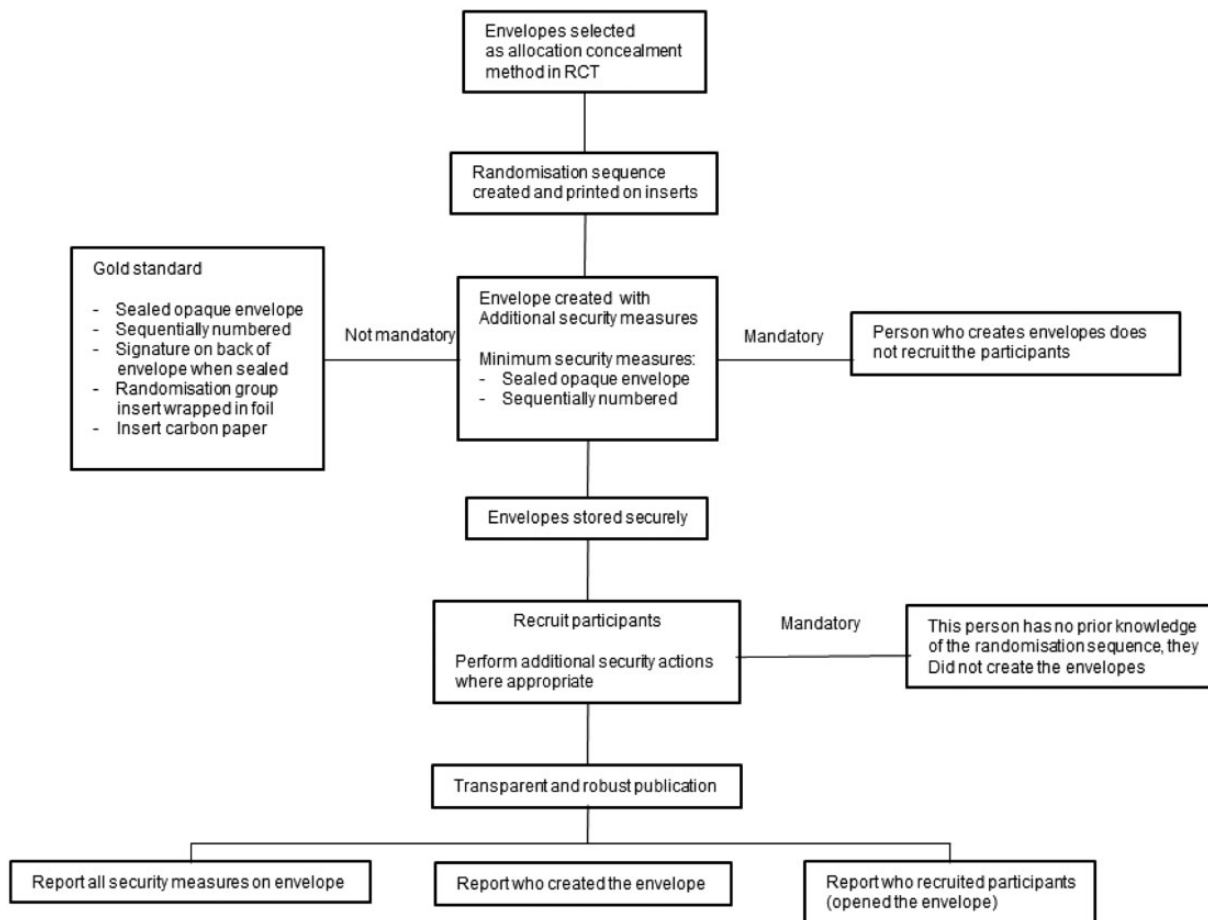 Envelopes selected
as allocation concealment
method in RCT
Randomisation sequence
created and printed on inserts
Gold standard
- Sealed opaque envelope
- Sequentially numbered
- Signature on back of
envelope when sealed
- Randomisation group
insert wrapped in foil
- Insert carbon paper
Not mandatory
Envelope created with
Additional security measures
Minimum security measures:
- Sealed opaque envelope
- Sequentially numbered
Mandatory
Person who creates envelopes does
not recruit the participants
Envelopes stored securely
Recruit participants
Perform additional security actions
where appropriate
Mandatory
This person has no prior knowledge
of the randomisation sequence, they
Did not create the envelopes
Transparent and robust publication
Report all security measures on envelope
Report who created the envelope
Report who recruited participants
(opened the envelope)